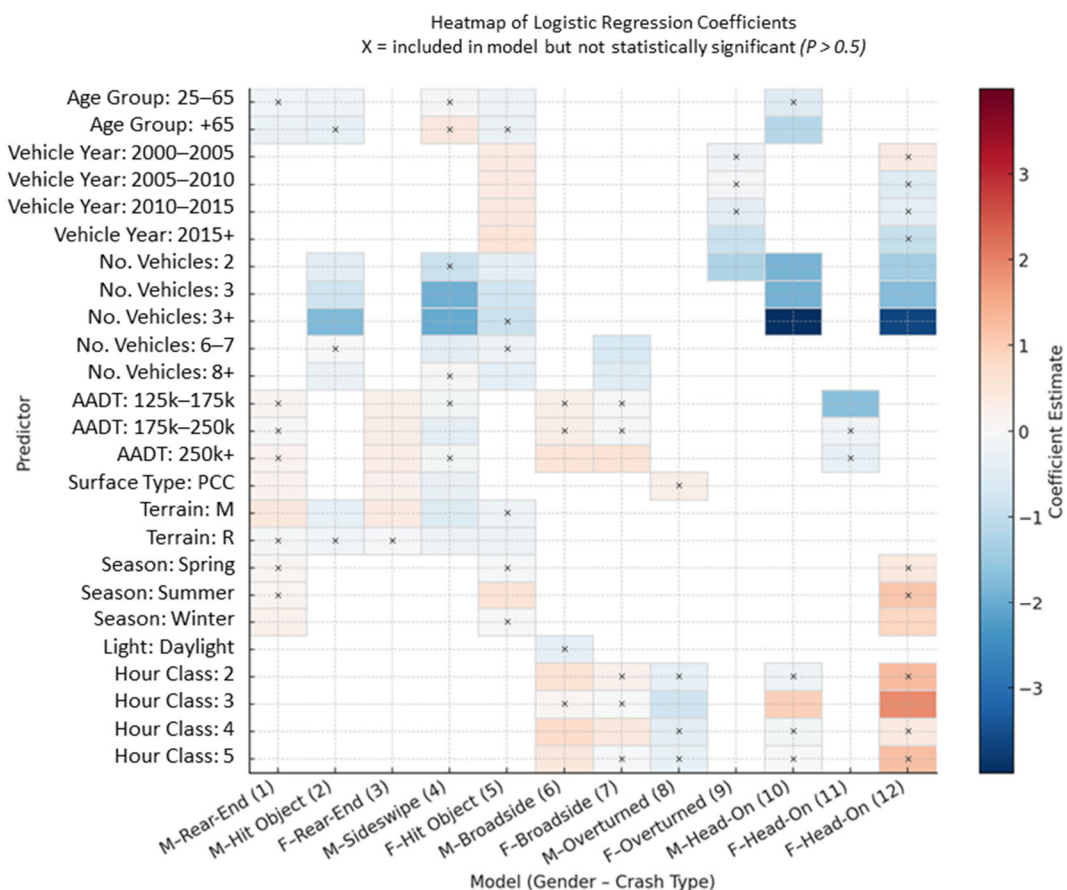 Heatmap of Logistic Regression Coefficients
X = included in model but not statistically significant (P > 0.5)
Predictor
Age Group: 25–65
Age Group: +65
Vehicle Year: 2000–2005
Vehicle Year: 2005–2010
Vehicle Year: 2010–2015
Vehicle Year: 2015+
No. Vehicles: 2
No. Vehicles: 3
No. Vehicles: 3+
No. Vehicles: 6–7
No. Vehicles: 8+
AADT: 125k–175k
AADT: 175k–250k
AADT: 250k+
Surface Type: PCC
Terrain: M
Terrain: R
Season: Spring
Season: Summer
Season: Winter
Light: Daylight
Hour Class: 2
Hour Class: 3
Hour Class: 4
Hour Class: 5
M-Rear-End (1)
M-Hit Object (2)
F-Rear-End (3)
M-Sideswipe (4)
F-Hit Object (5)
M-Broadside (6)
F-Broadside (7)
M-Overturned (8)
F-Overturned (9)
M-Head-On (10)
F-Head-On (11)
F-Head-On (12)
Model (Gender – Crash Type)
3
2
1
0
−1
−2
−3
Coefficient Estimate